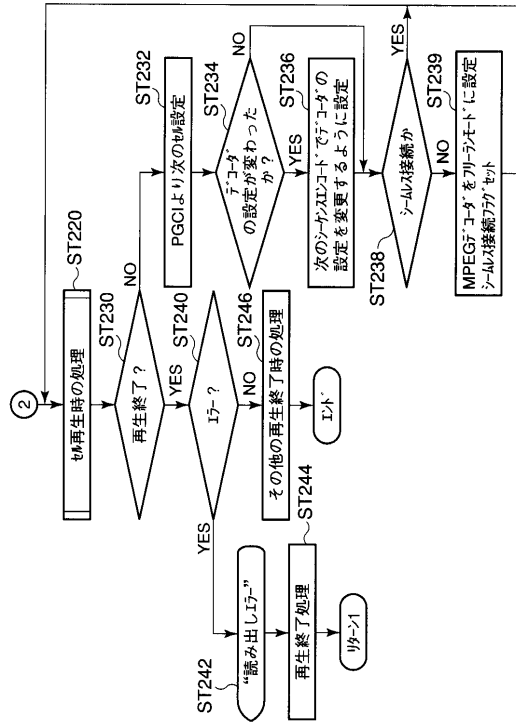 2
ST220
セル再生時の処理
ST230
再生終了?
NO
YES
ST232
PGCIより次のセル設定
ST234
デコーダ
の設定が変わった
か?
NO
YES
ST236
次のシーケンスエンコードでデコーダの
設定を変更するように設定
ST238
シームレス接続か
YES
NO
ST239
MPEGデコーダをフリーランモードに設定
シームレス接続フラグセット
ST240
エラー?
YES
NO
ST246
その他の再生終了時の処理
エンド
ST242
“読み出しエラー”
ST244
再生終了処理
リターン1